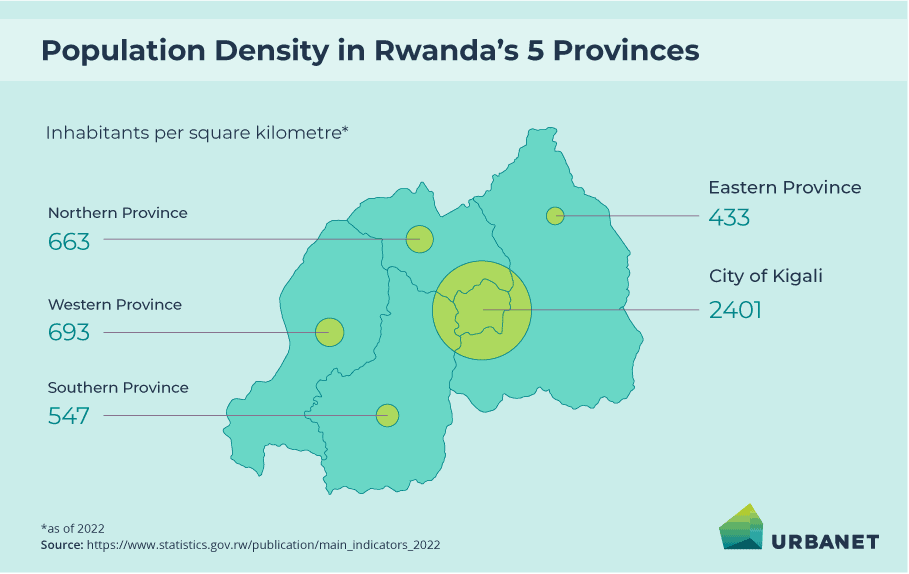 Population Density in Rwanda’s 5 Provinces
Inhabitants per square kilometre*
Northern Province
663
Western Province
693
Southern Province
547
Eastern Province
433
City of Kigali
2401
*as of 2022
Source: https://www.statistics.gov.rw/publication/main_indicators_2022
URBANET